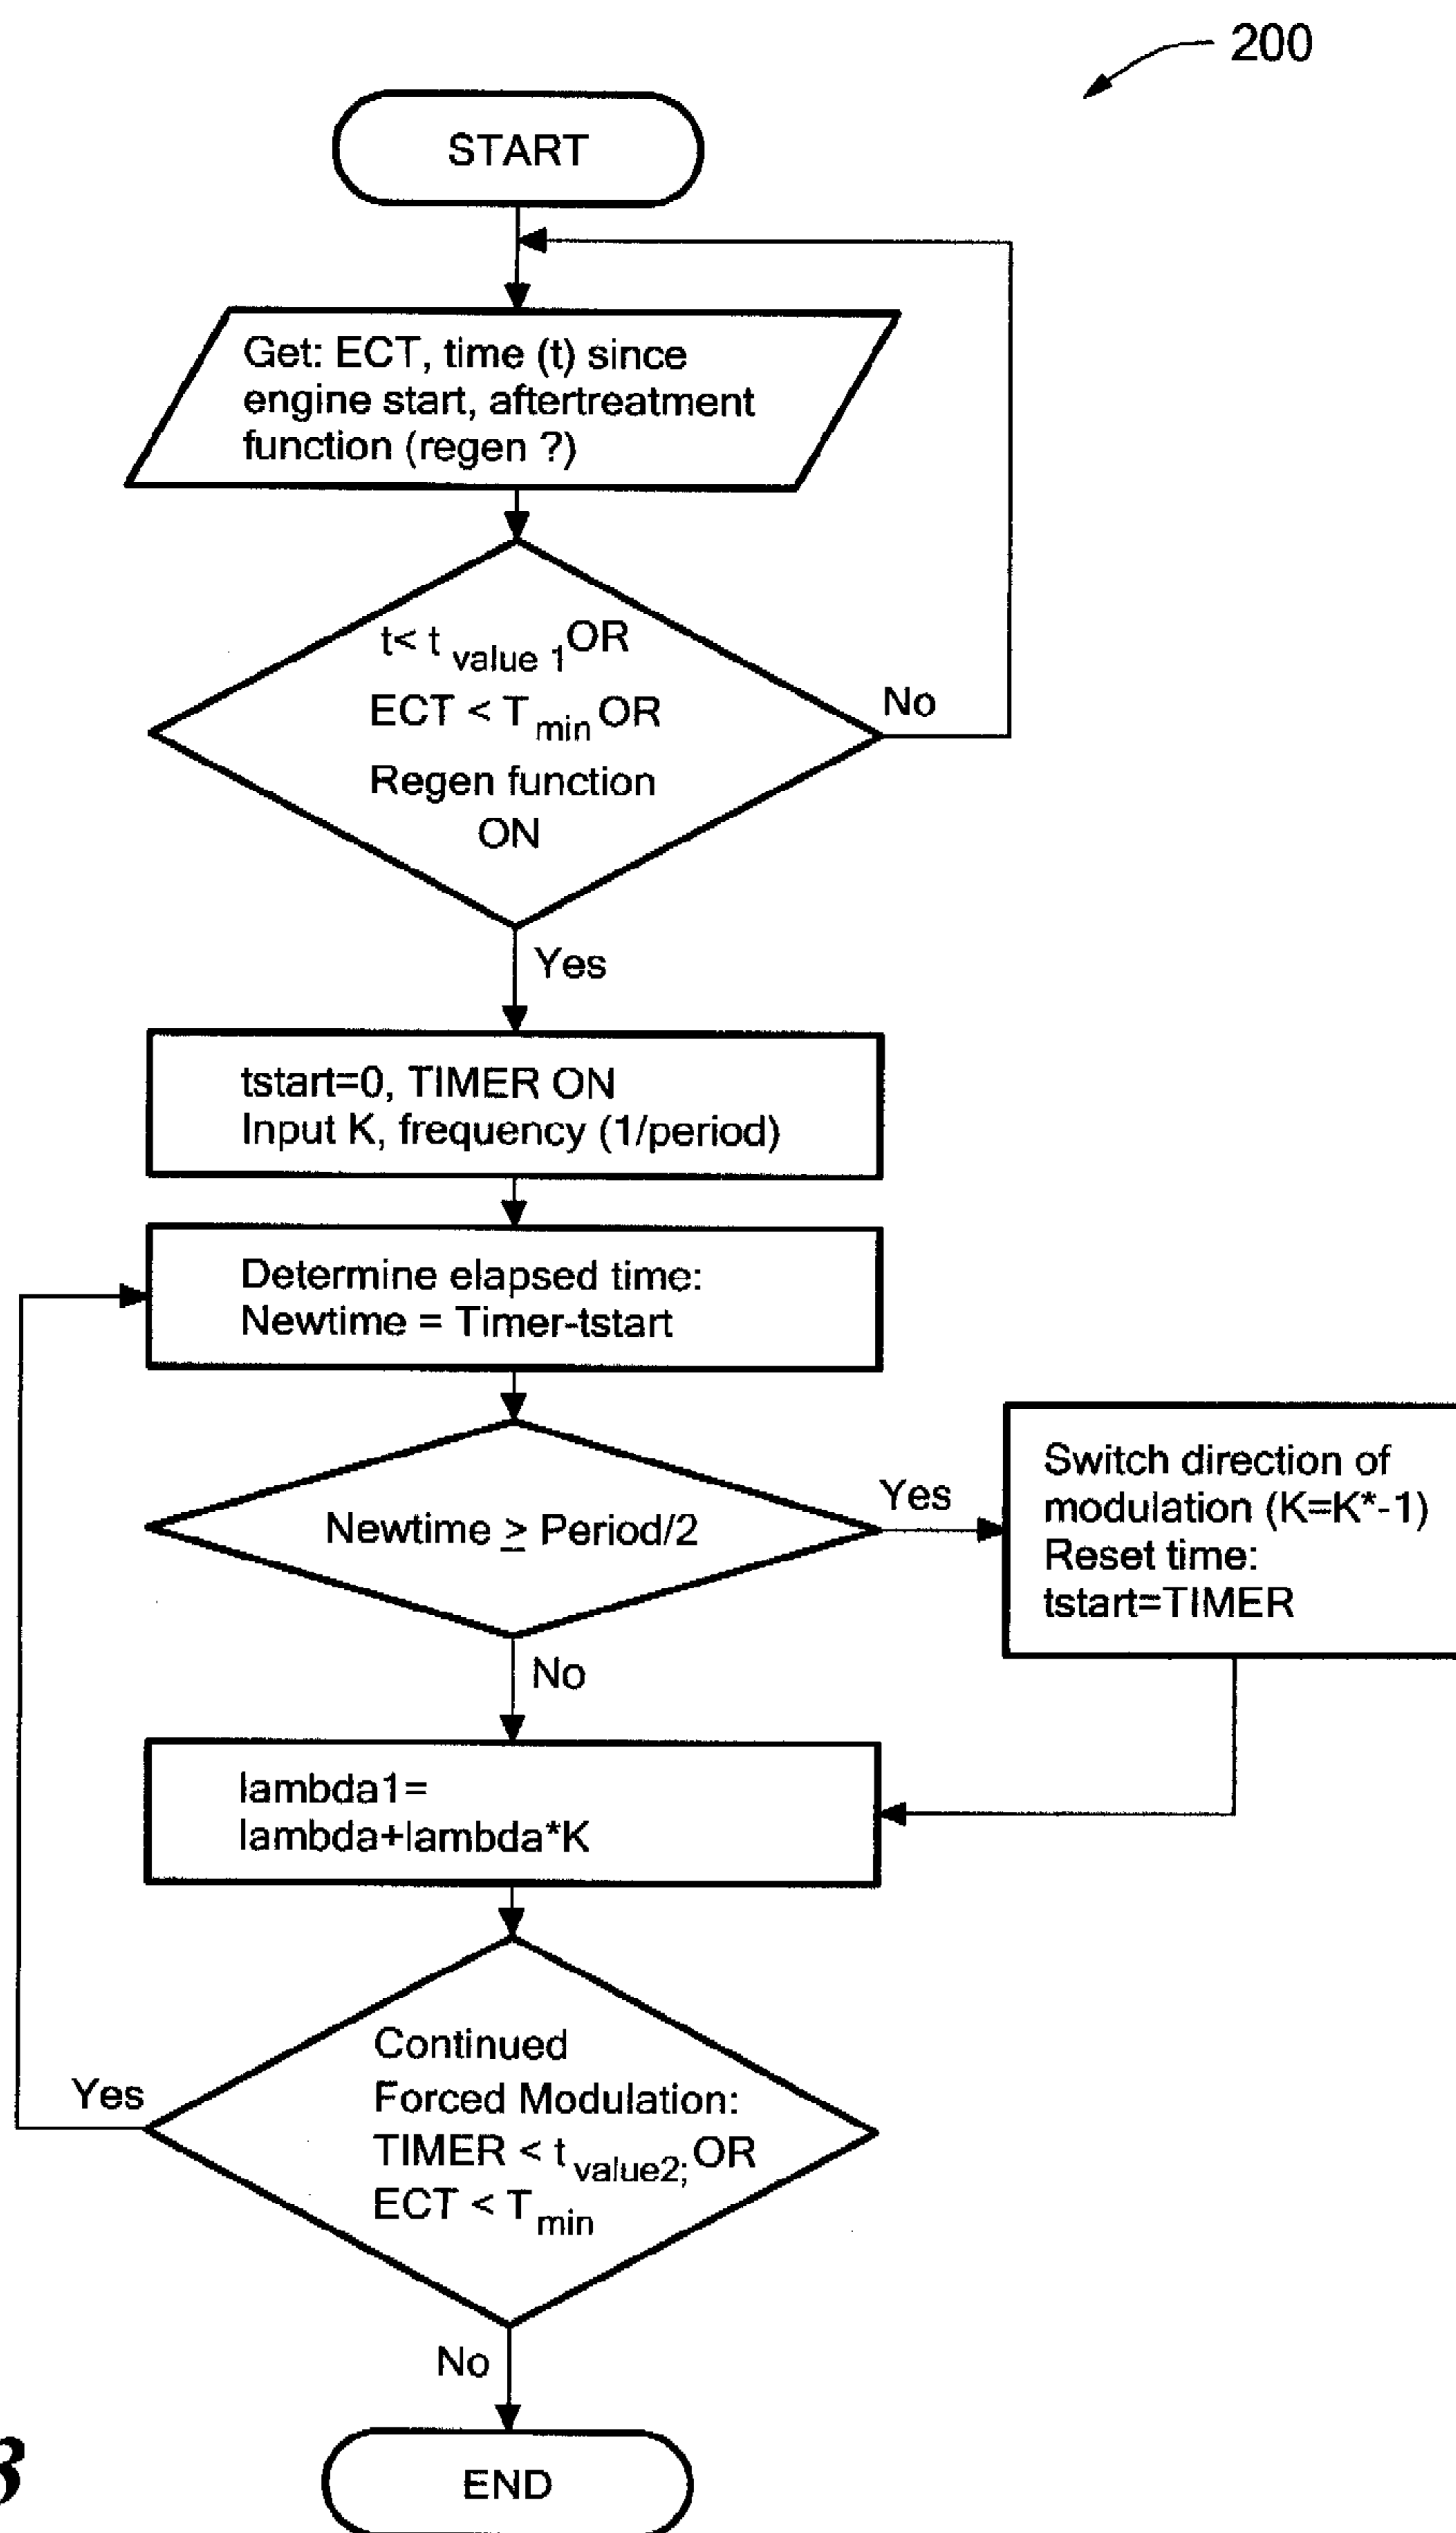 200
START
Get: ECT, time (t) since
engine start, aftertreatment
function (regen ?)
t< t value 1 OR
ECT < T min OR
Regen function
ON
No
Yes
tstart=0, TIMER ON
Input K, frequency (1/period)
Determine elapsed time:
Newtime = Timer-tstart
Newtime ≥ Period/2
Yes
Switch direction of
modulation (K=K*-1)
Reset time:
tstart=TIMER
No
lambda1=
lambda+lambda*K
Continued
Forced Modulation:
TIMER < t value2; OR
ECT < T min
Yes
No
END